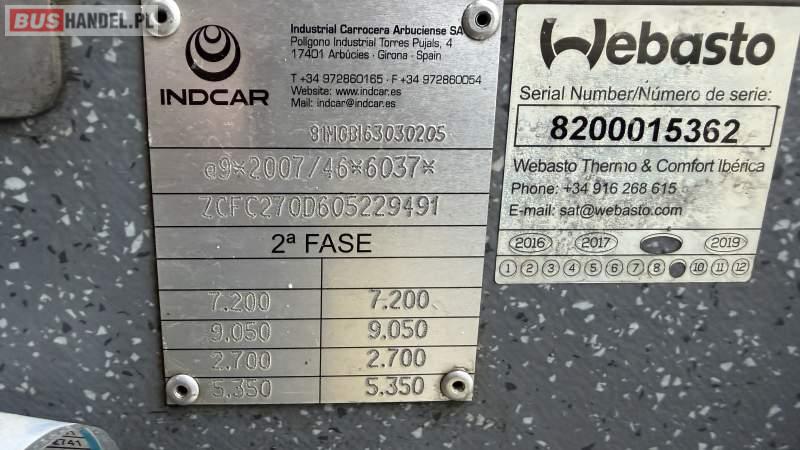 BUSHANDEL.PL
INDCAR
Industrial Carrocera Arbuciense SA
Polígono Industrial Torres Pujals, 4
17401 Arbúcies - Girona - Spain
T +34 972860165 - F +34 972860054
Website: www.indcar.es
Mail: indcar@indcar.es
81M0BI63030205
e9*2007/46*6037*
ZCFC270D605229491
2ª FASE
7.200 7.200
9.050 9.050
2.700 2.700
5.350 5.350
Webasto
Serial Number/Número de serie:
8200015362
Webasto Thermo & Comfort Ibérica
Phone: +34 916 268 615
E-mail: sat@webasto.com
2016 2017 2019
1 2 3 4 5 6 7 8 10 11 12